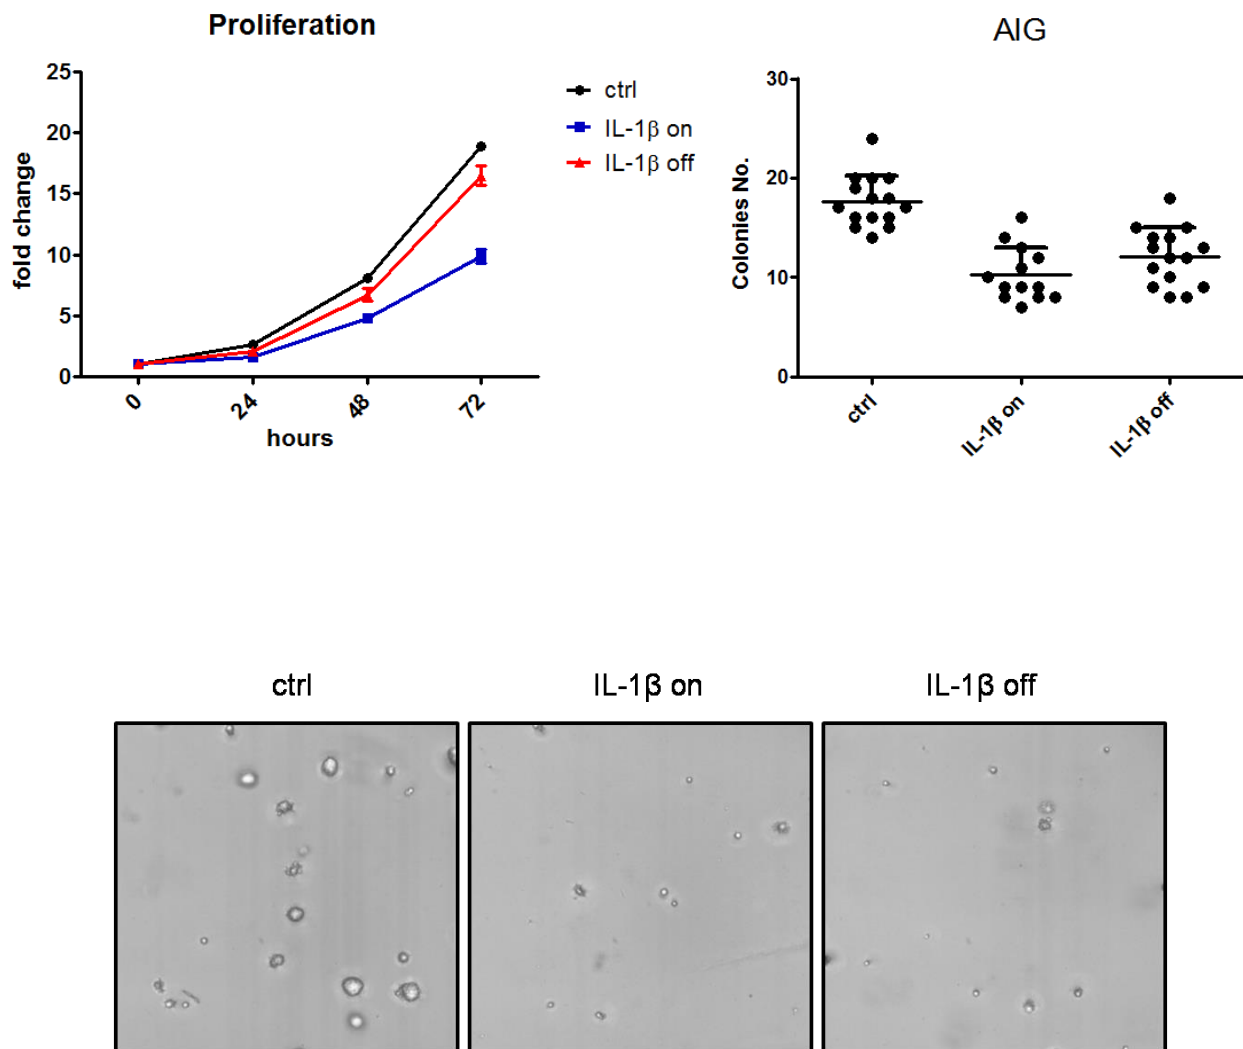 Proliferation
fold change
25
20
15
10
5
0
0
24
48
72
hours
ctrl
IL-1β on
IL-1β off
AIG
Colonies No.
30
20
10
0
ctrl
IL-1β on
IL-1β off
ctrl
IL-1β on
IL-1β off